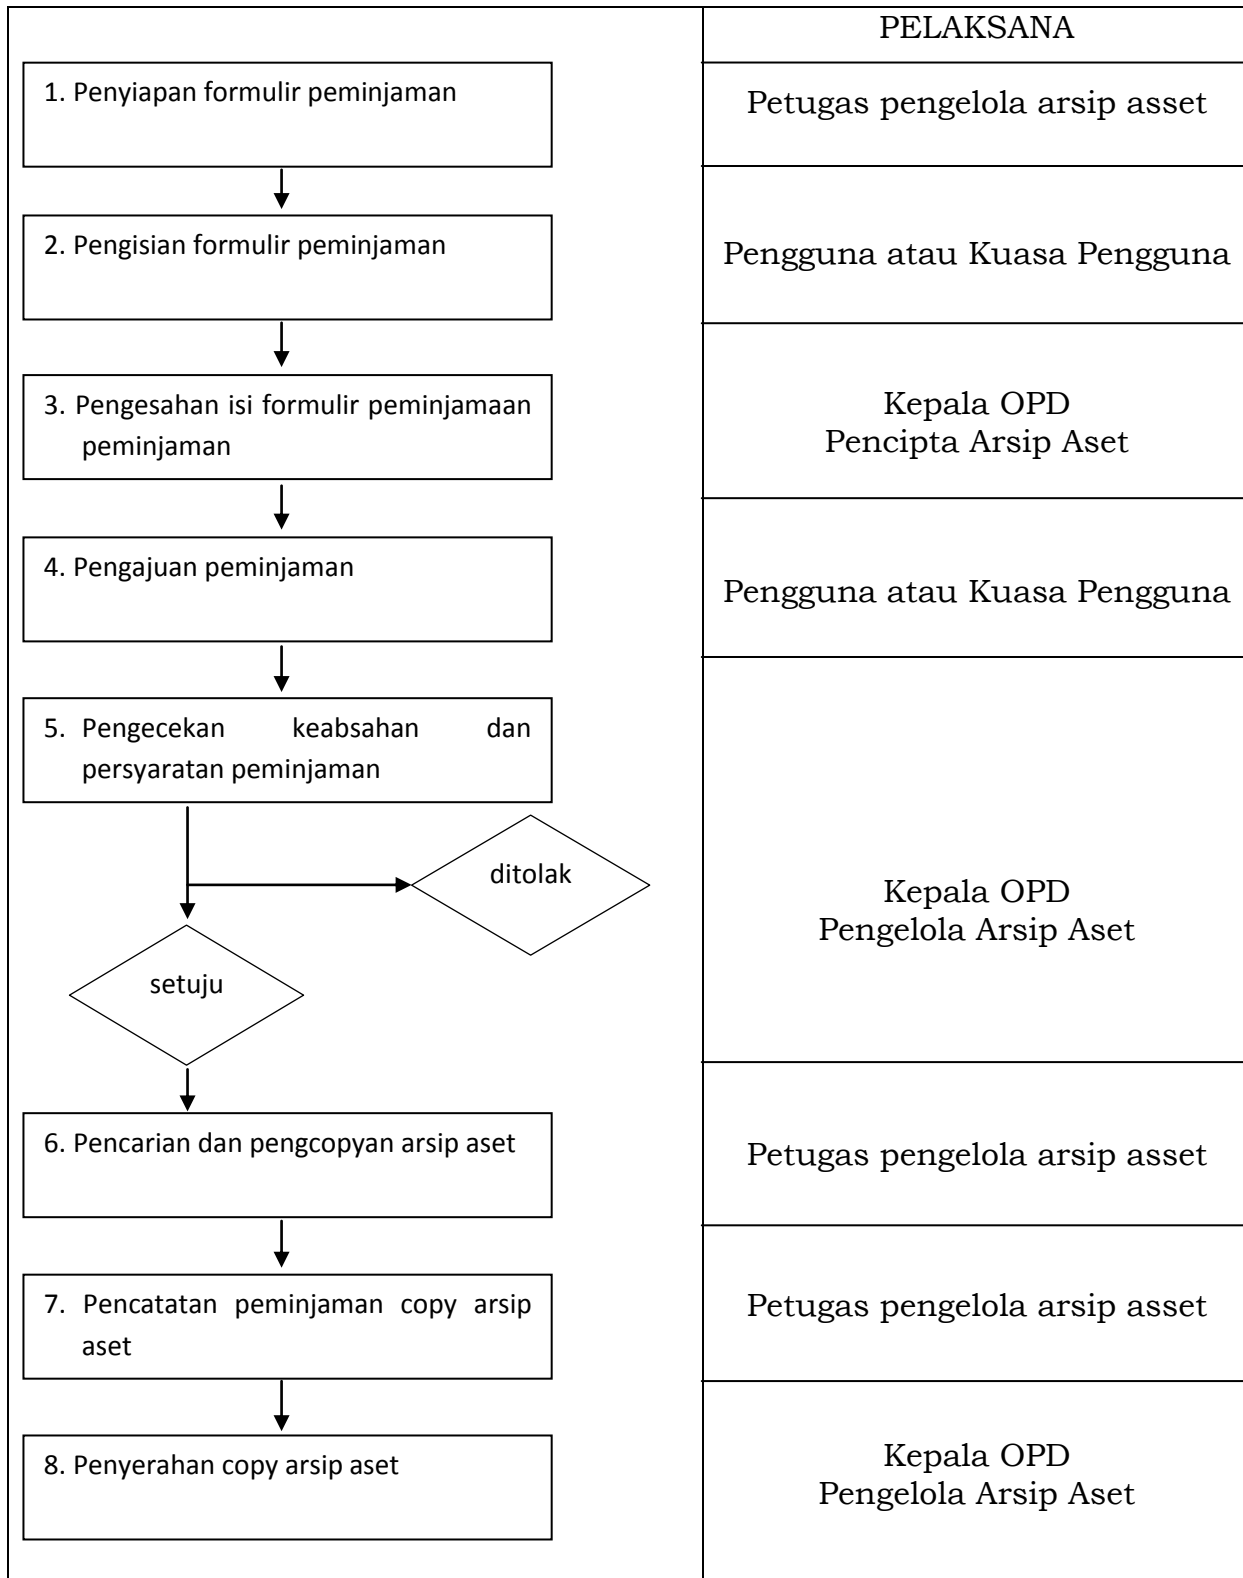 PELAKSANA
1. Penyiapan formulir peminjaman
Petugas pengelola arsip asset
2. Pengisian formulir peminjaman
Pengguna atau Kuasa Pengguna
3. Pengesahan isi formulir peminjamaan
peminjaman
Kepala OPD
Pencipta Arsip Aset
4. Pengajuan peminjaman
Pengguna atau Kuasa Pengguna
5. Pengecekan keabsahan dan
persyaratan peminjaman
ditolak
setuju
Kepala OPD
Pengelola Arsip Aset
6. Pencarian dan pengcopyan arsip aset
Petugas pengelola arsip asset
7. Pencatatan peminjaman copy arsip
aset
Petugas pengelola arsip asset
8. Penyerahan copy arsip aset
Kepala OPD
Pengelola Arsip Aset